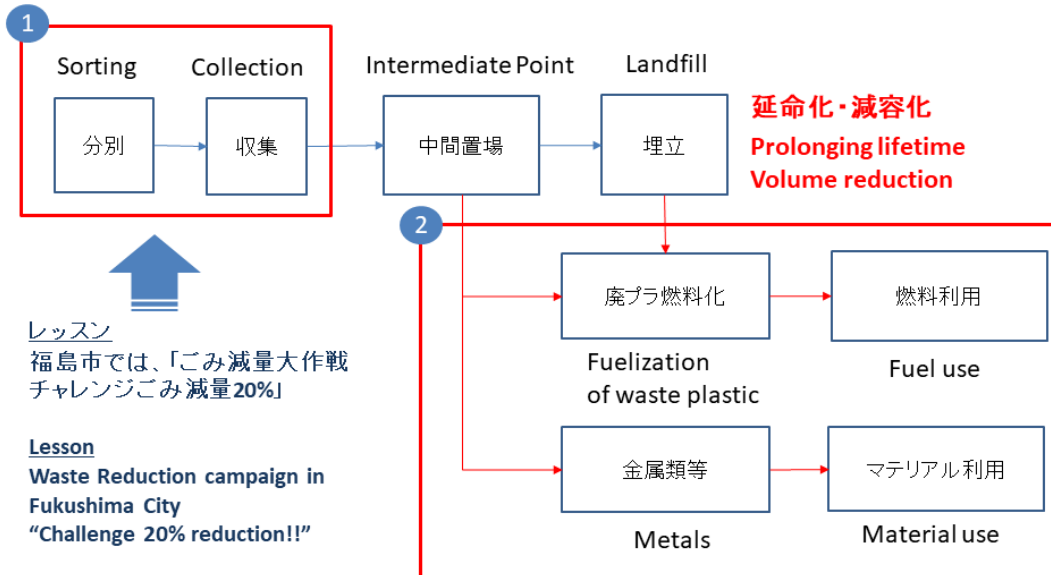 1
Sorting
Collection
Intermediate Point
Landfill
分別
収集
中間置場
埋立
延命化・減容化
Prolonging lifetime
Volume reduction
2
廃プラ燃料化
燃料利用
Fuelization
of waste plastic
Fuel use
金属類等
マテリアル利用
Metals
Material use
レッスン
福島市では、「ごみ減量大作戦
チャレンジごみ減量20%」
Lesson
Waste Reduction campaign in
Fukushima City
“Challenge 20% reduction!!”